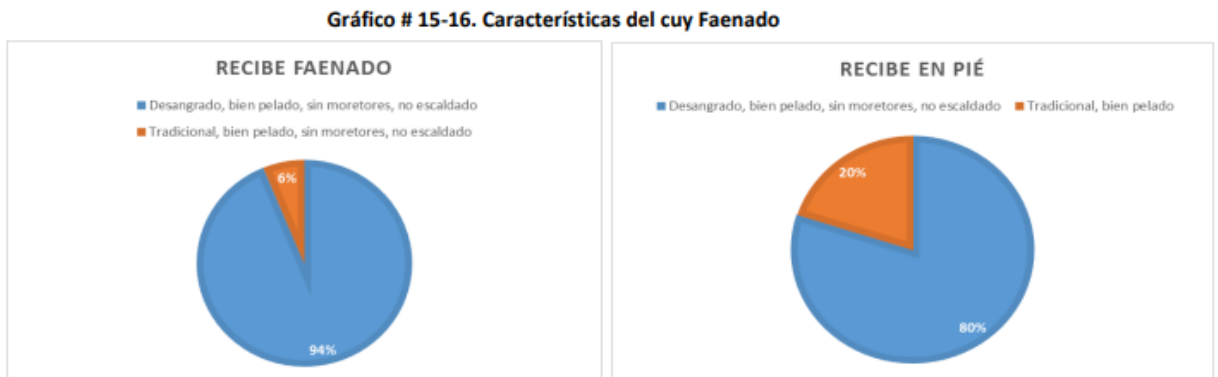 Gráfico # 15-16. Características del cuy Faenado
RECIBE FAENADO
Desangrado, bien pelado, sin moretores, no escaldado
Tradicional, bien pelado, sin moretores, no escaldado
6%
94%
RECIBE EN PIÉ
Desangrado, bien pelado, sin moretores, no escaldado Tradicional, bien pelado
20%
80%